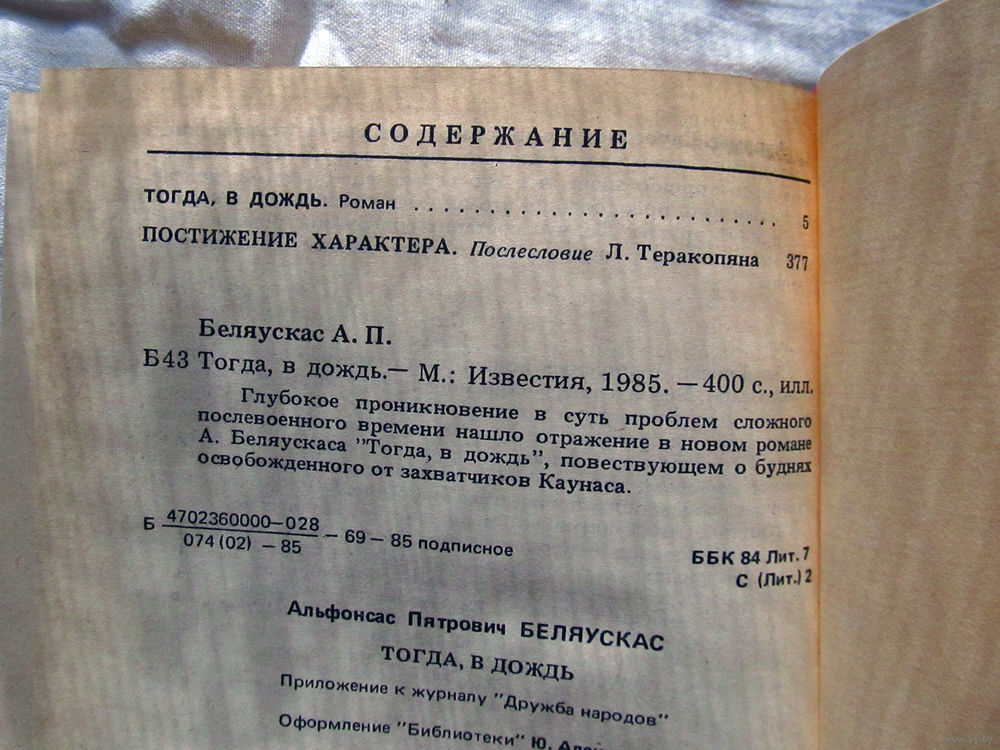 СОДЕРЖАНИЕ
ТОГДА, В ДОЖДЬ. Роман . . . . . . . . . . . . . . . . . . . . . . . . . . 5
ПОСТИЖЕНИЕ ХАРАКТЕРА. Послесловие Л. Теракопяна 377
Беляускас А. П.
Б43 Тогда, в дождь.— М.: Известия, 1985. — 400 с., илл.
Глубокое проникновение в суть проблем сложного
послевоенного времени нашло отражение в новом романе
А. Беляускаса "Тогда, в дождь", повествующем о буднях
освобожденного от захватчиков Каунаса.
Б 4702360000—028
074 (02) — 85 — 69 — 85 подписное
ББК 84 Лит. 7
С (Лит.) 2
Альфонсас Пятрович БЕЛЯУСКАС
ТОГДА, В ДОЖДЬ
Приложение к журналу "Дружба народов"
Оформление "Библиотеки" Ю.